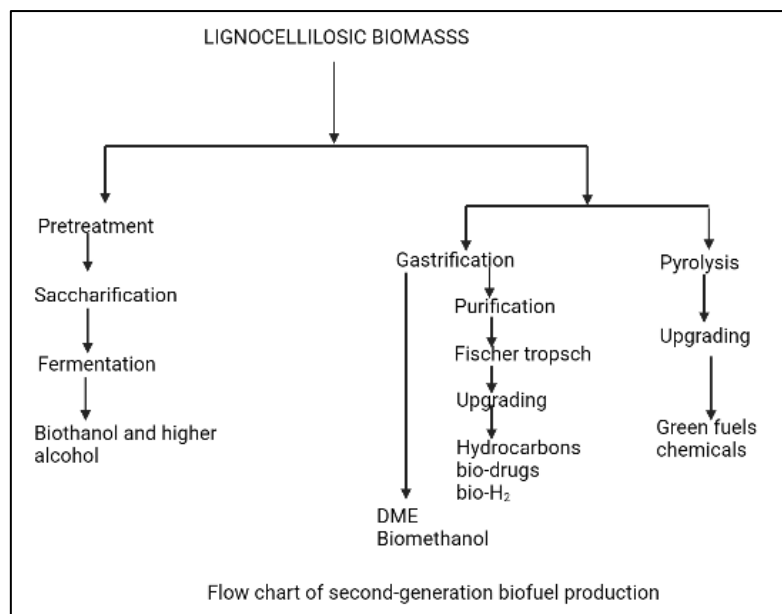 LIGNOCELLILOSIC BIOMASSS
Pretreatment
Saccharification
Fermentation
Biothanol and higher
alcohol
Gastrification
Purification
Fischer tropsch
Upgrading
Hydrocarbons
bio-drugs
bio-H₂
DME
Biomethanol
Pyrolysis
Upgrading
Green fuels
chemicals
Flow chart of second-generation biofuel production